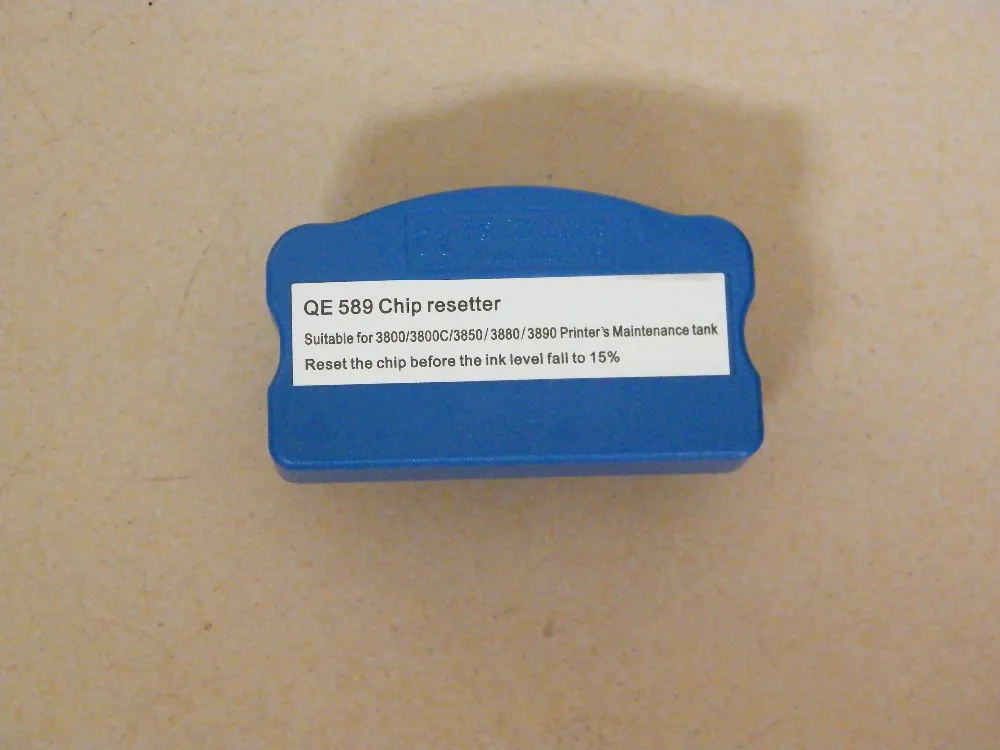 QE 589 Chip resetter
Suitable for 3800/3800C/3850/3880/3890 Printer's Maintenance tank
Reset the chip before the ink level fall to 15%